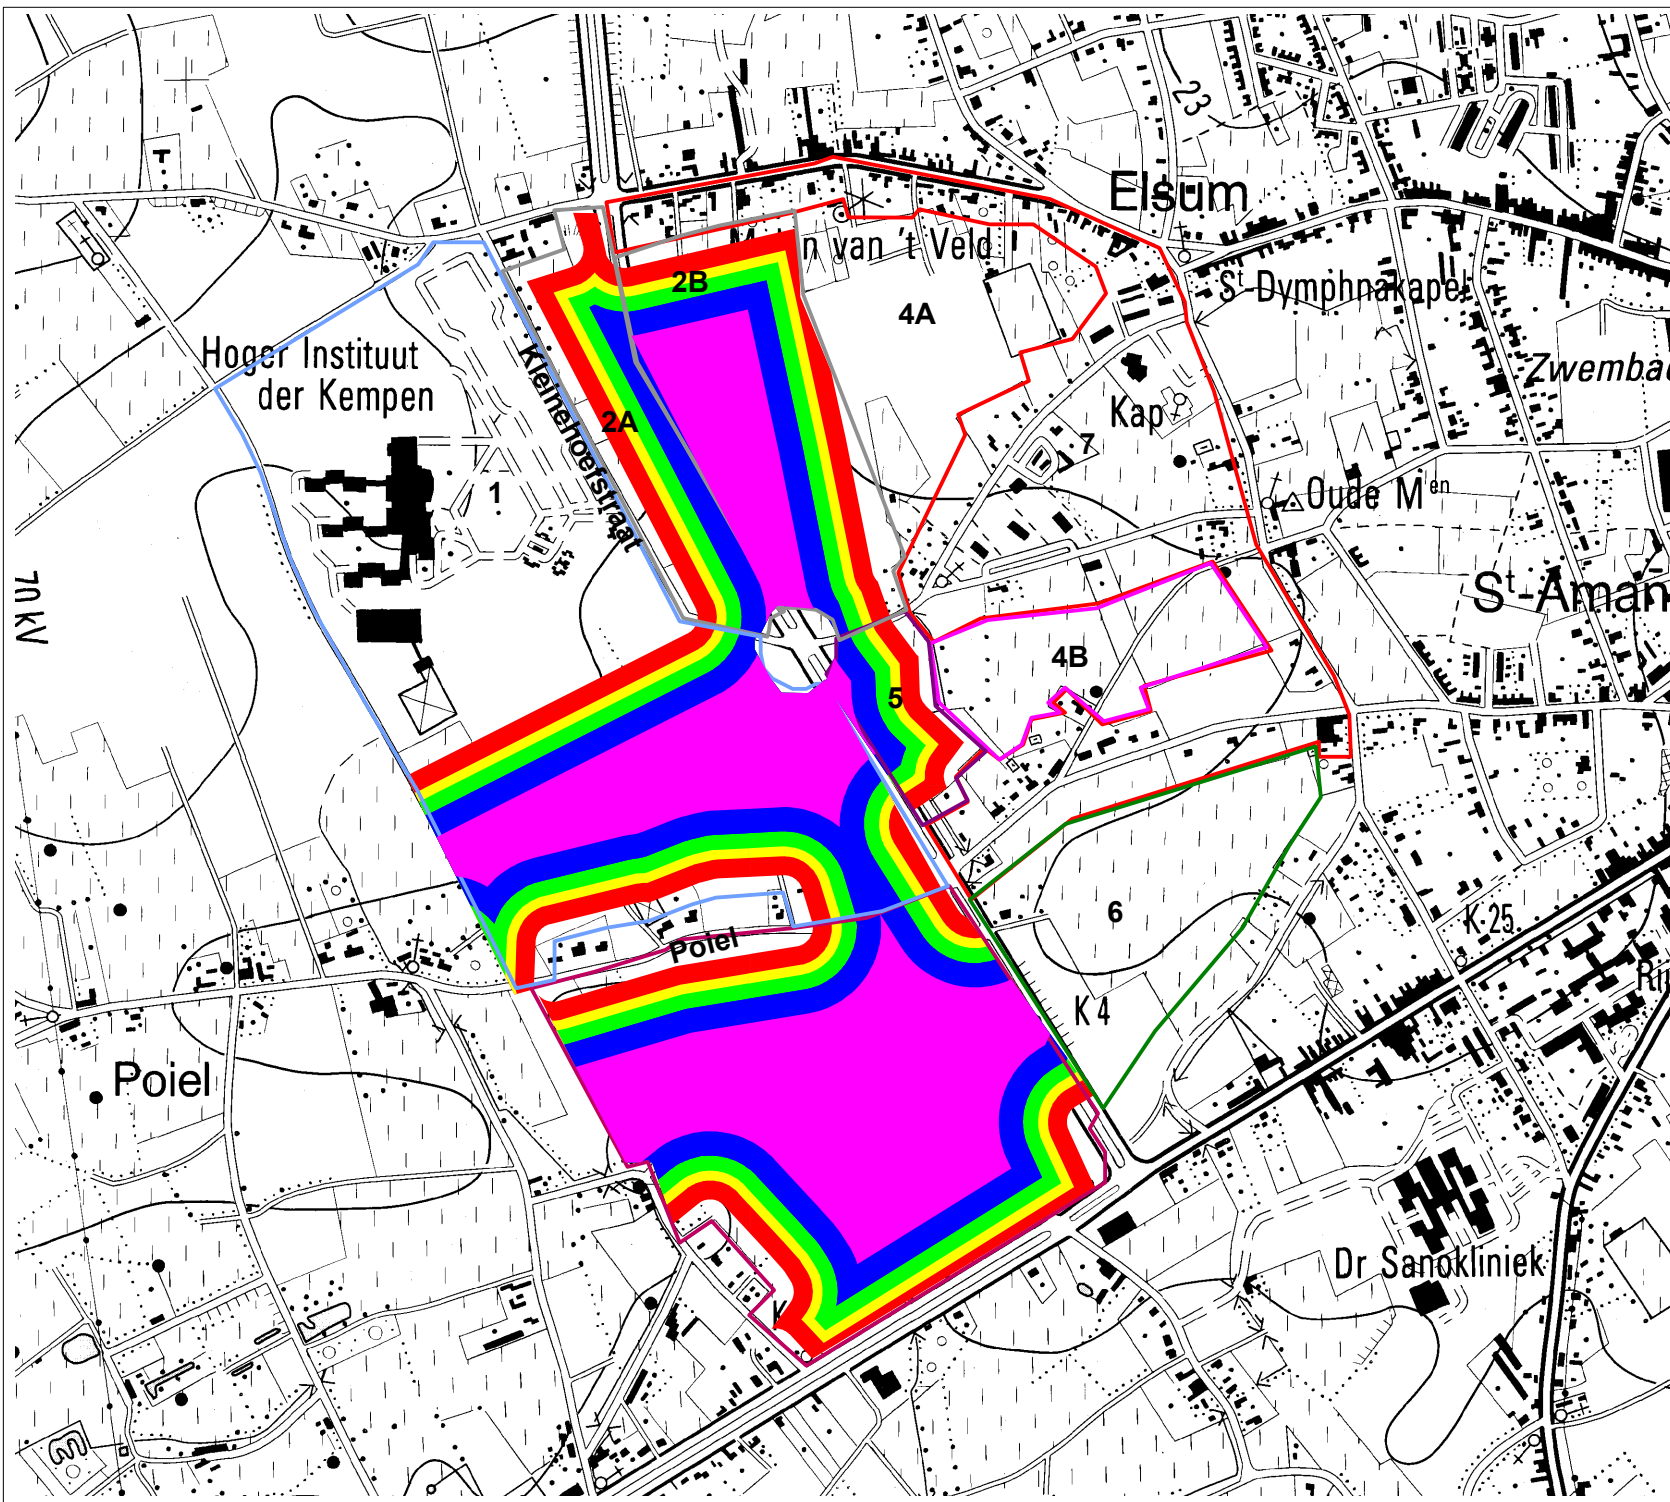 23
Elsum
n van 't Veld
St-Dymphnakapel
2B
4A
Hoger Instituut
der Kempen
Kleinehoefstraat
Zwembad
2A
Kap
7
1
Oude Men
70 kV
St-Aman
4B
5
6
K 25
Poiel
Ri
K 4
Poiel
Dr Sanokliniek
K